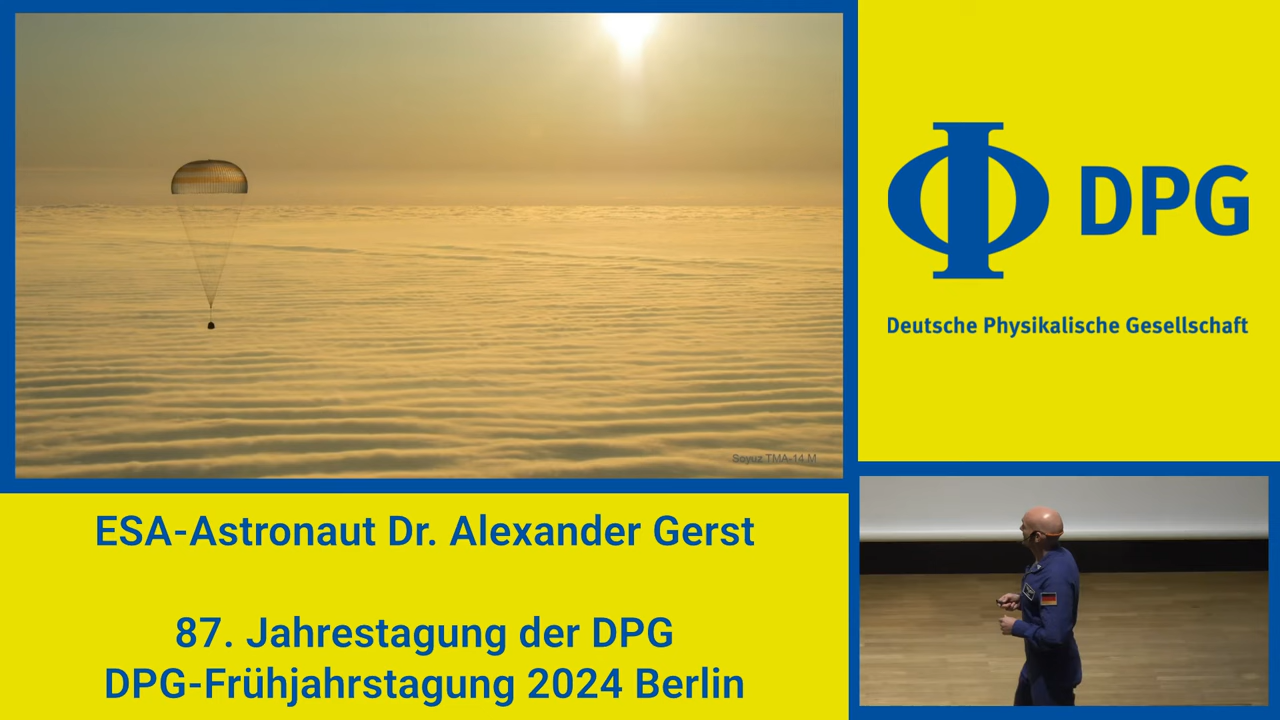 Soyuz TMA-14 M
DPG
Deutsche Physikalische Gesellschaft
ESA-Astronaut Dr. Alexander Gerst
87. Jahrestagung der DPG
DPG-Frühjahrstagung 2024 Berlin